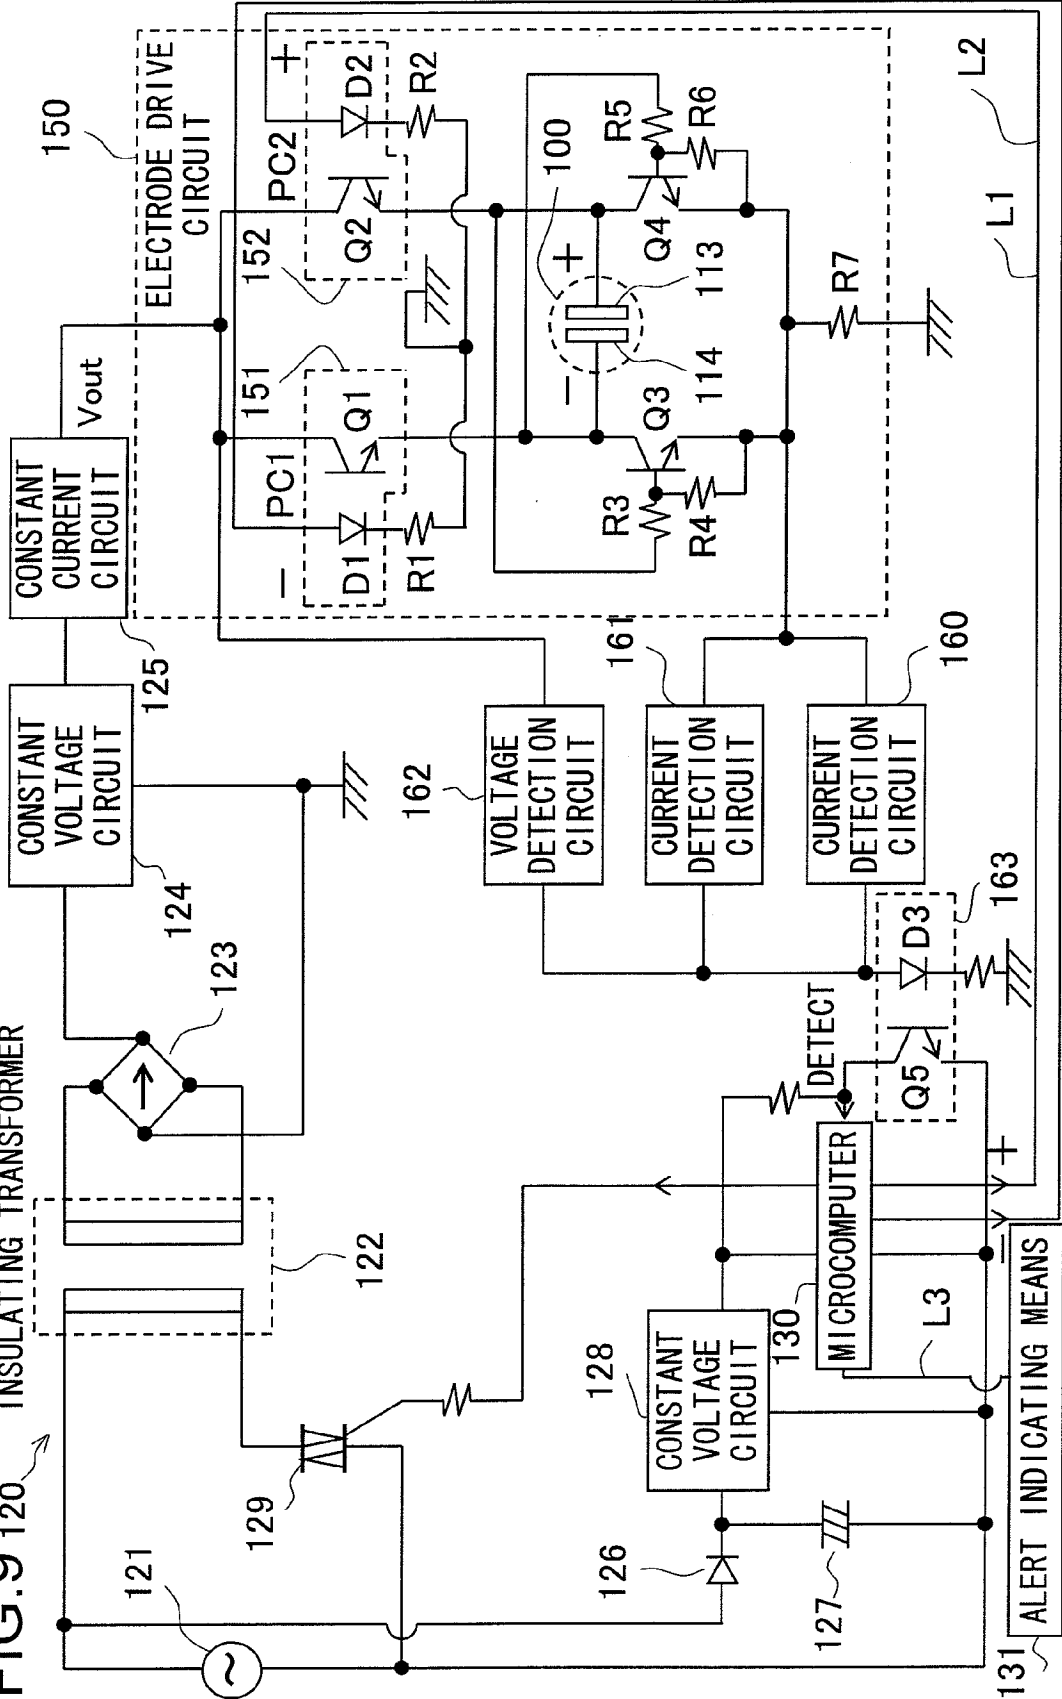 FIG.9
120
INSULATING TRANSFORMER
121
122
123
124
CONSTANT
VOLTAGE
CIRCUIT
125
CONSTANT
CURRENT
CIRCUIT
Vout
150
ELECTRODE DRIVE
CIRCUIT
129
~
PC1
PC2
151
152
−
+
D1
Q1
Q2
D2
R1
R2
100
−
+
114
113
R3
R4
Q3
Q4
R5
R6
R7
L1
L2
126
127
128
CONSTANT
VOLTAGE
CIRCUIT
130
MICROCOMPUTER
DETECT
Q5
D3
163
162
VOLTAGE
DETECTION
CIRCUIT
161
CURRENT
DETECTION
CIRCUIT
160
CURRENT
DETECTION
CIRCUIT
−
+
L3
131
ALERT INDICATING MEANS